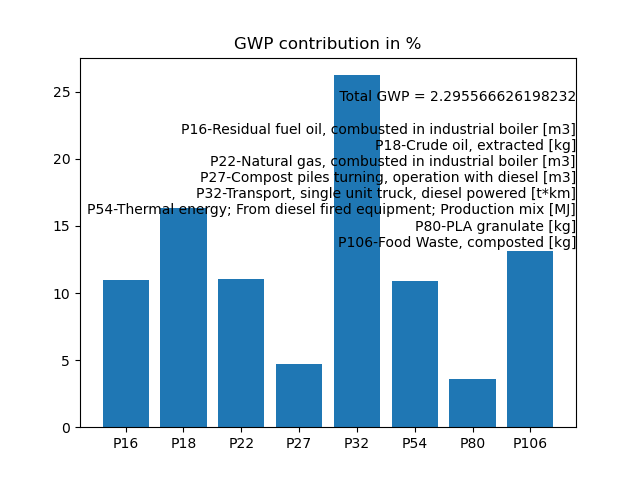 GWP contribution in %
25
20
15
10
5
0
Total GWP = 2.295566626198232
P16-Residual fuel oil, combusted in industrial boiler [m3]
P18-Crude oil, extracted [kg]
P22-Natural gas, combusted in industrial boiler [m3]
P27-Compost piles turning, operation with diesel [m3]
P32-Transport, single unit truck, diesel powered [t*km]
P54-Thermal energy; From diesel fired equipment; Production mix [MJ]
P80-PLA granulate [kg]
P106-Food Waste, composted [kg]
P16 P18 P22 P27 P32 P54 P80 P106